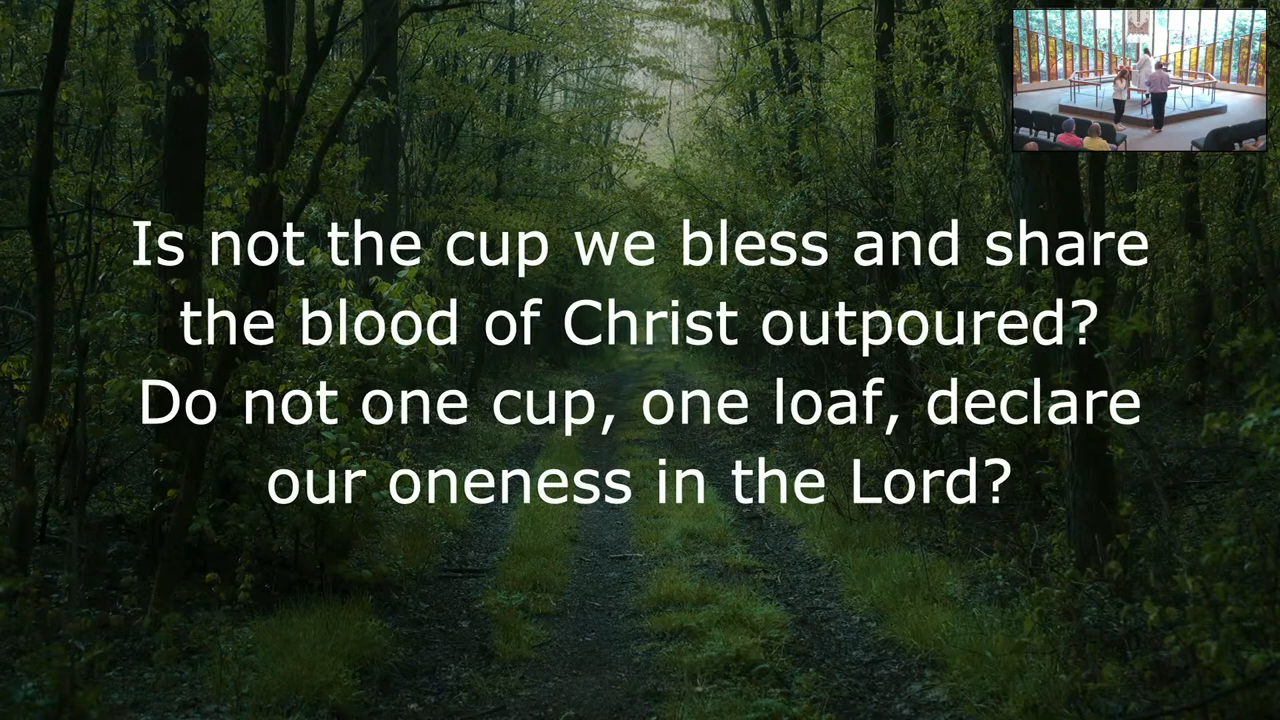 Is not the cup we bless and share
the blood of Christ outpoured?
Do not one cup, one loaf, declare
our oneness in the Lord?